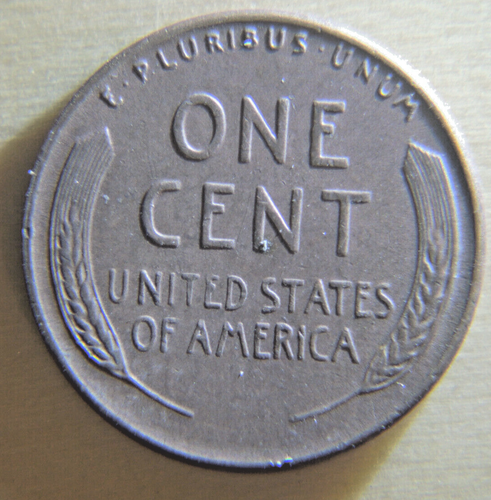 E · PLURIBUS · UNUM
ONE
CENT
UNITED STATES
OF AMERICA